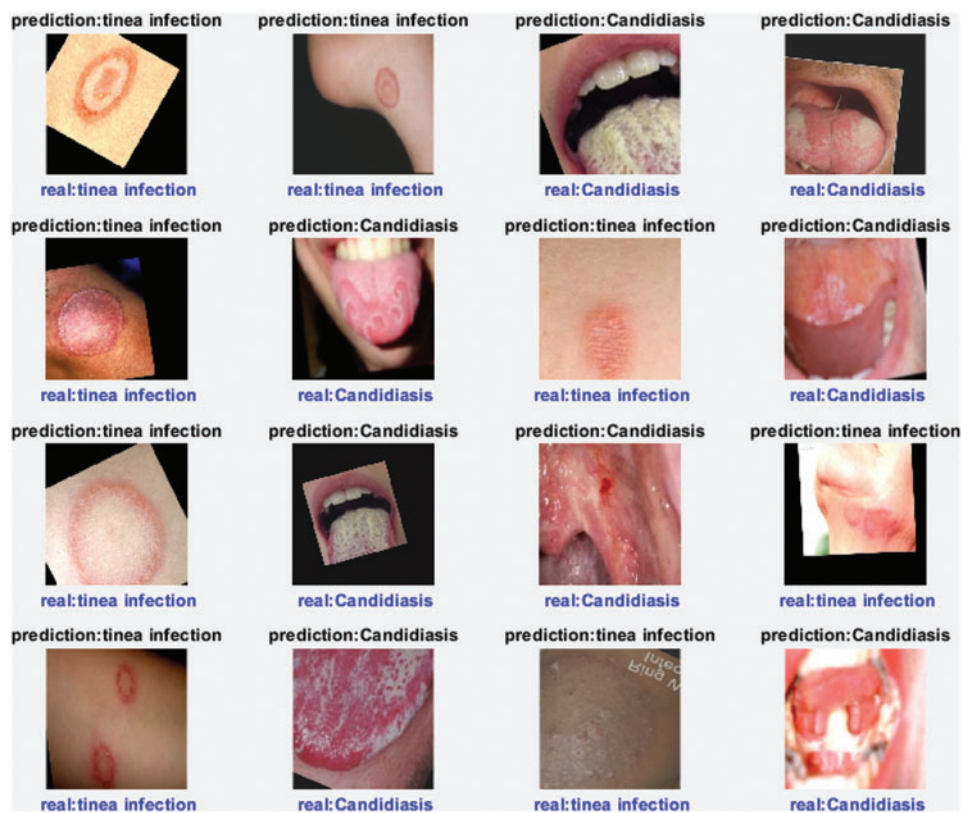 prediction:tinea infection prediction:tinea infection prediction:Candidiasis prediction:Candidiasis
real:tinea infection real:tinea infection real:Candidiasis real:Candidiasis
prediction:tinea infection prediction:Candidiasis prediction:tinea infection prediction:Candidiasis
real:tinea infection real:Candidiasis real:tinea infection real:Candidiasis
prediction:tinea infection prediction:Candidiasis prediction:Candidiasis prediction:tinea infection
real:tinea infection real:Candidiasis real:Candidiasis real:tinea infection
prediction:tinea infection prediction:Candidiasis prediction:tinea infection prediction:Candidiasis
Ring W
Infec
real:tinea infection real:Candidiasis real:tinea infection real:Candidiasis